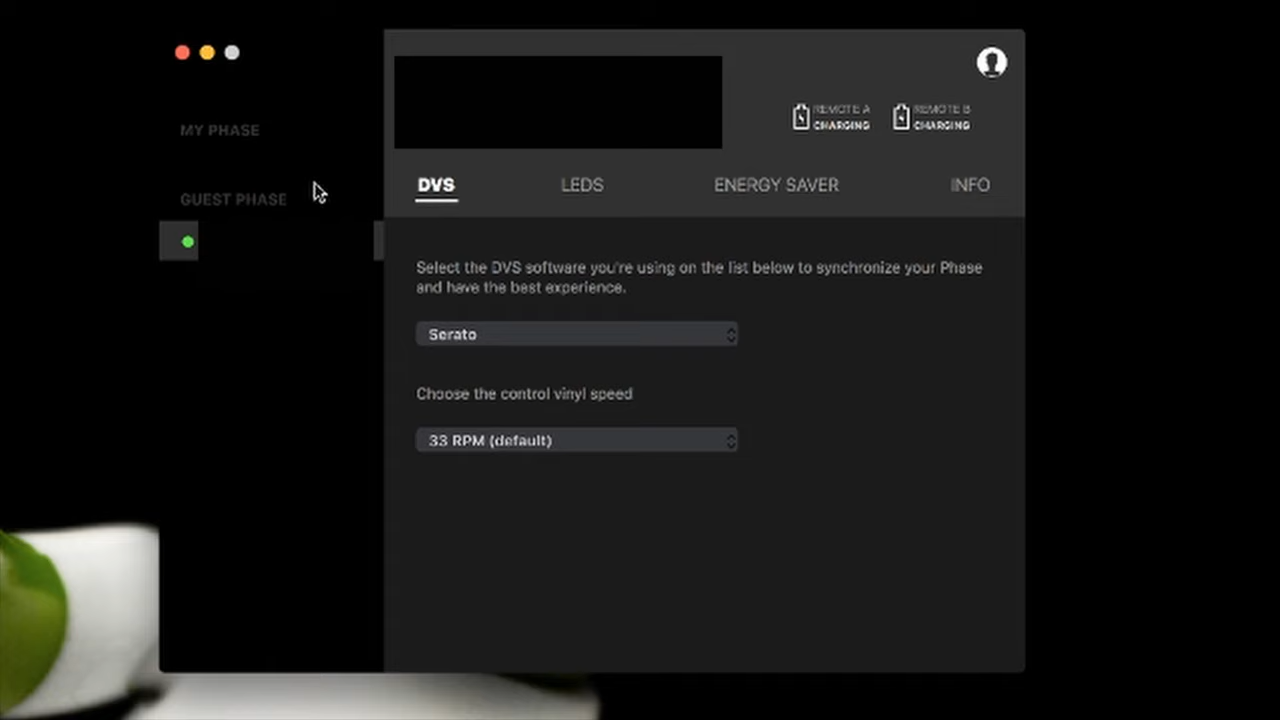 MY PHASE
GUEST PHASE
REMOTE A
CHARGING
REMOTE B
CHARGING
DVS
LEDS
ENERGY SAVER
INFO
Select the DVS software you're using on the list below to synchronize your Phase
and have the best experience.
Serato
Choose the control vinyl speed
33 RPM (default)